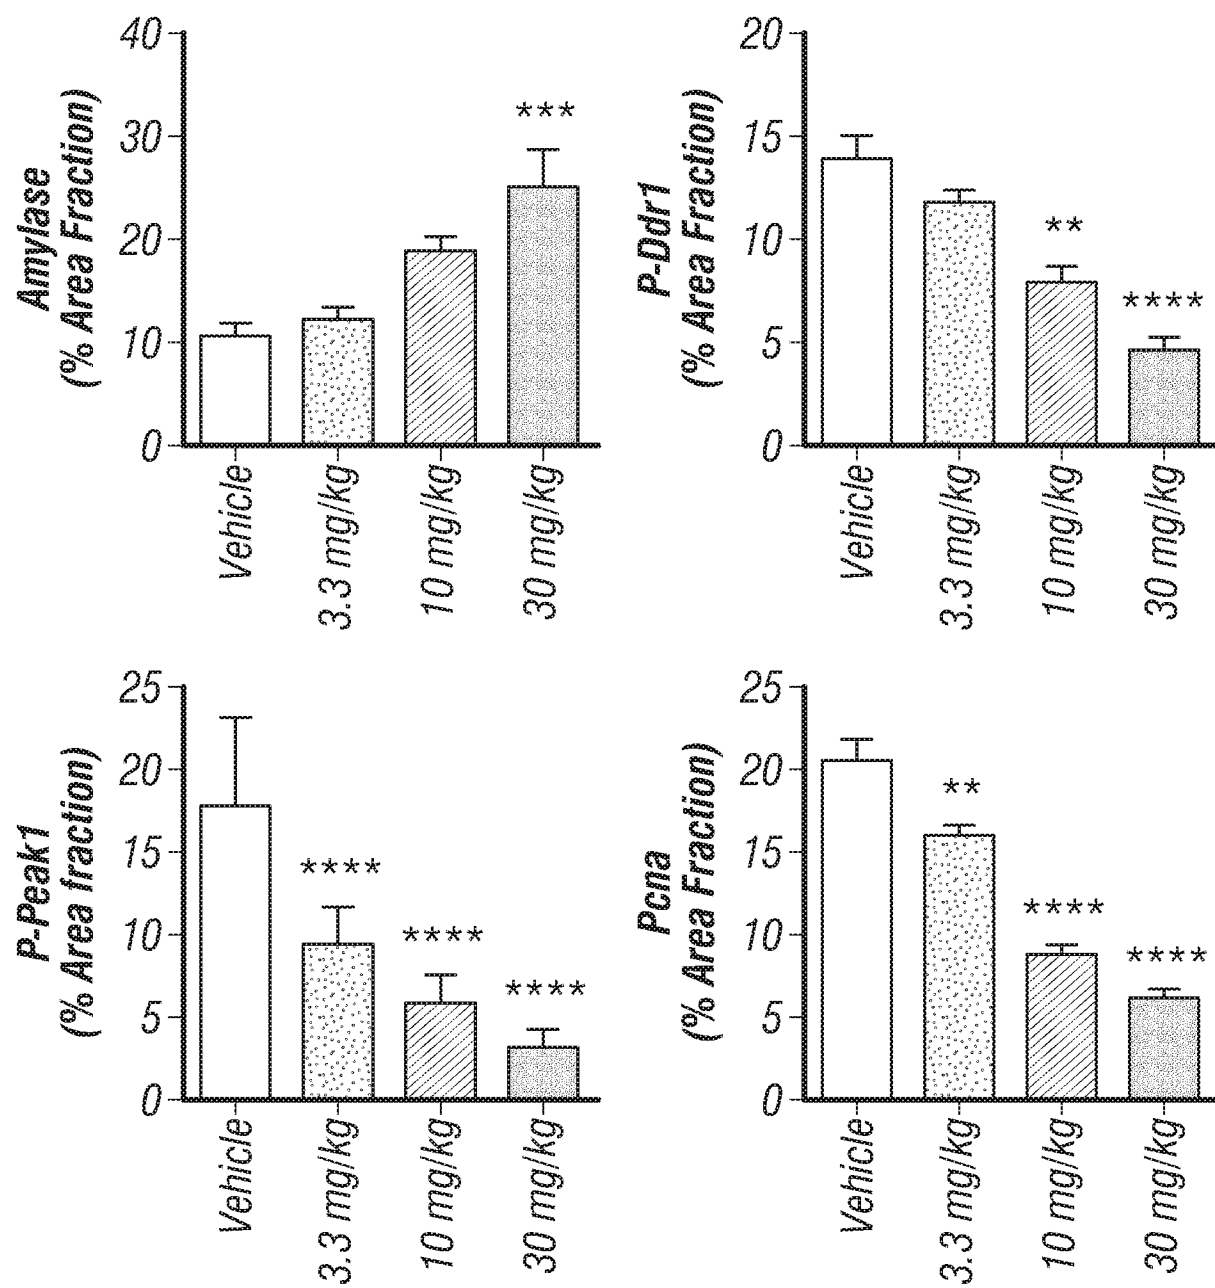 Amylase
(% Area Fraction)
40
30
20
10
0
***
Vehicle
3.3 mg/kg
10 mg/kg
30 mg/kg
P-Ddr1
(% Area Fraction)
20
15
10
5
0
**
****
Vehicle
3.3 mg/kg
10 mg/kg
30 mg/kg
P-Peak1
(% Area fraction)
25
20
15
10
5
0
****
****
****
Vehicle
3.3 mg/kg
10 mg/kg
30 mg/kg
Pcna
(% Area Fraction)
25
20
15
10
5
0
**
****
****
Vehicle
3.3 mg/kg
10 mg/kg
30 mg/kg